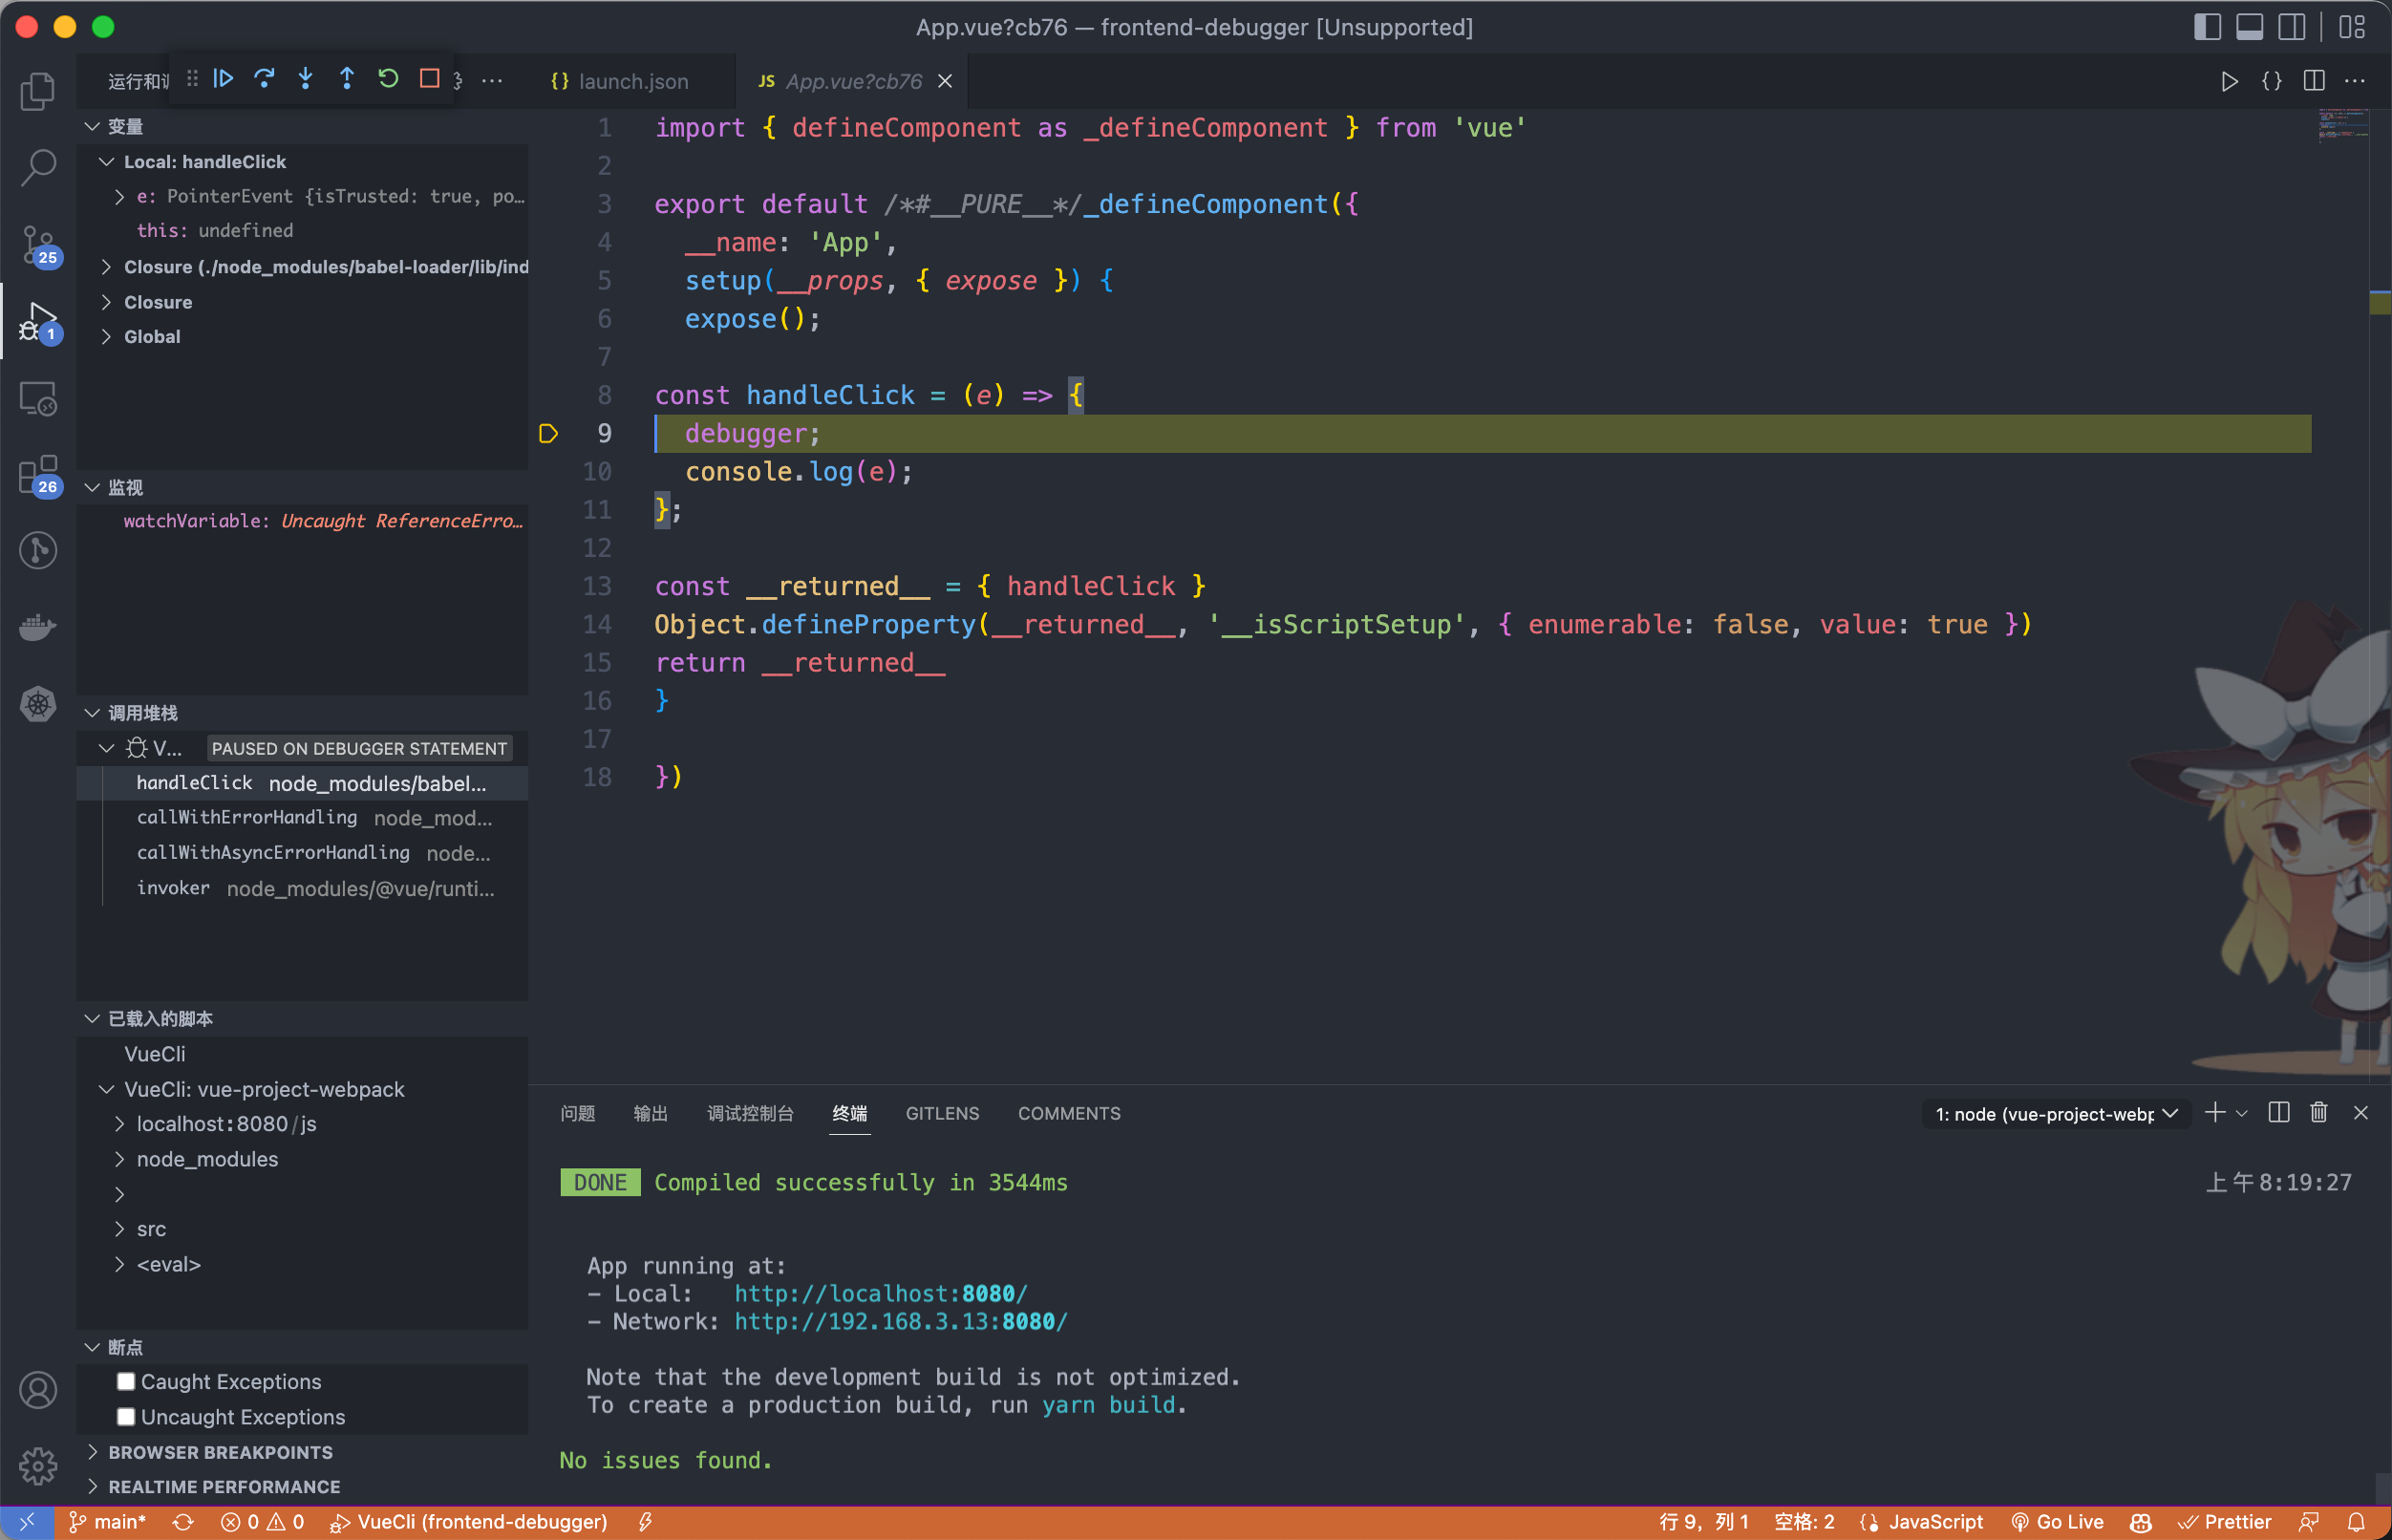 App.vue?cb76 — frontend-debugger [Unsupported]
运行和调
launch.json
JS App.vue?cb76
变量
Local: handleClick
e: PointerEvent {isTrusted: true, po…
this: undefined
Closure (./node_modules/babel-loader/lib/ind
Closure
Global
监视
watchVariable: Uncaught ReferenceErro…
调用堆栈
V… PAUSED ON DEBUGGER STATEMENT
handleClick node_modules/babel…
callWithErrorHandling node_mod…
callWithAsyncErrorHandling node…
invoker node_modules/@vue/runti…
已载入的脚本
VueCli
VueCli: vue-project-webpack
localhost:8080/js
node_modules
src
<eval>
断点
Caught Exceptions
Uncaught Exceptions
BROWSER BREAKPOINTS
REALTIME PERFORMANCE
25
1
26
1 import { defineComponent as _defineComponent } from 'vue'
2
3 export default /*#__PURE__*/_defineComponent({
4 __name: 'App',
5 setup(__props, { expose }) {
6 expose();
7
8 const handleClick = (e) => {
9 debugger;
10 console.log(e);
11 };
12
13 const __returned__ = { handleClick }
14 Object.defineProperty(__returned__, '__isScriptSetup', { enumerable: false, value: true })
15 return __returned__
16 }
17
18 })
问题 输出 调试控制台 终端 GITLENS COMMENTS
1: node (vue-project-webp
DONE Compiled successfully in 3544ms 上午8:19:27
App running at:
- Local: http://localhost:8080/
- Network: http://192.168.3.13:8080/
Note that the development build is not optimized.
To create a production build, run yarn build.
No issues found.
main* 0 0 VueCli (frontend-debugger) 行 9，列 1 空格: 2 JavaScript Go Live Prettier